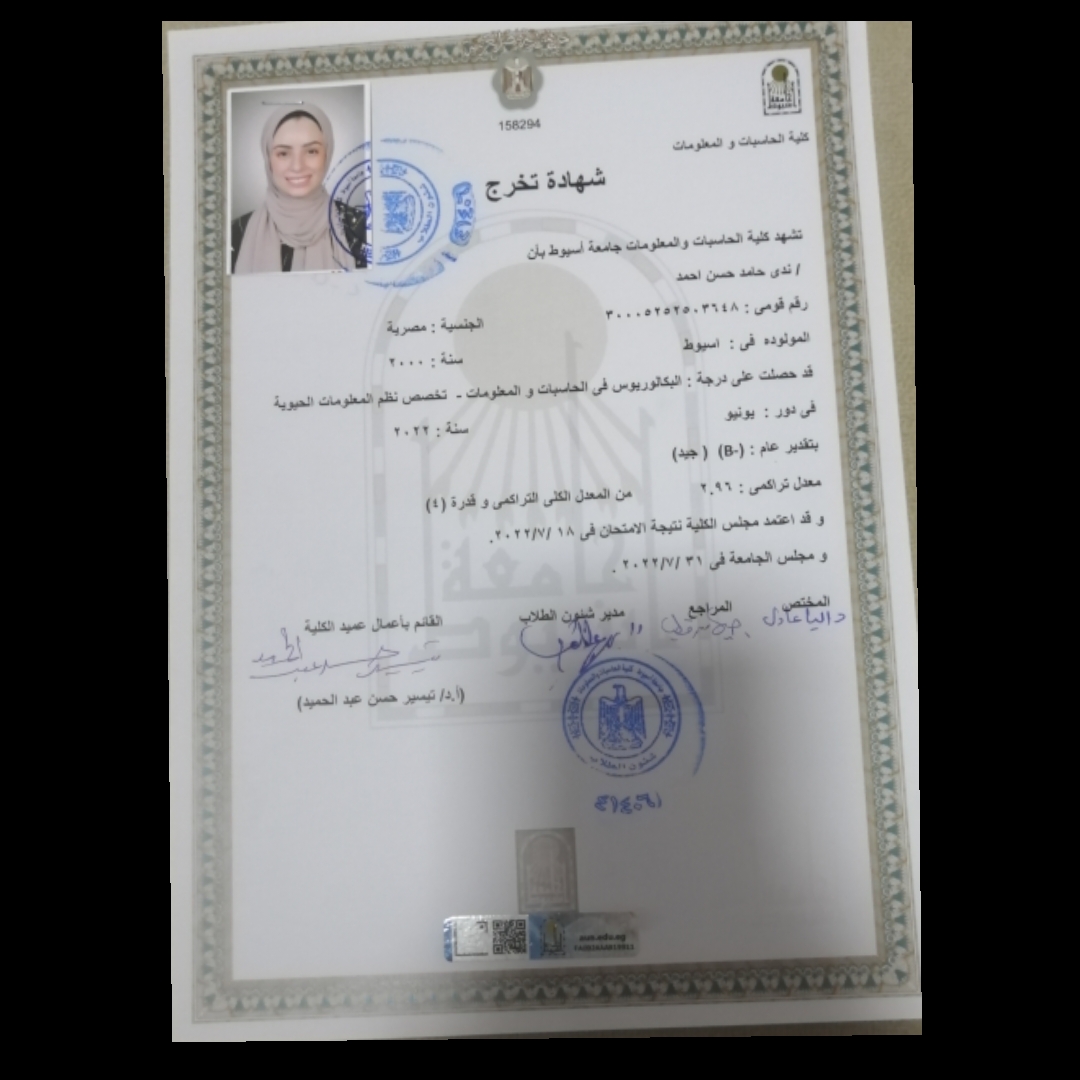 158294
كلية الحاسبات و المعلومات
شهادة تخرج
تشهد كلية الحاسبات والمعلومات جامعة أسيوط بأن
/ ندى حامد حسن احمد
رقم قومى : ٣٠٠٠٥٢٥٢٥٠٣٦٤٨ الجنسية : مصرية
المولوده فى : اسيوط سنة : ٢٠٠٠
قد حصلت على درجة : البكالوريوس فى الحاسبات و المعلومات - تخصص نظم المعلومات الحيوية
فى دور : يونيو سنة : ٢٠٢٢
بتقدير عام : (B-) ( جيد)
معدل تراكمى : ٢.٩٦ من المعدل الكلى التراكمى و قدرة (٤)
و قد اعتمد مجلس الكلية نتيجة الامتحان فى ١٨ /٢٠٢٢/٧.
و مجلس الجامعة فى ٣١ /٢٠٢٢/٧ .
المختص المراجع مدير شئون الطلاب القائم بأعمال عميد الكلية
داليا عادل
(أ.د/ تيسير حسن عبد الحميد)
شئون الطلاب
جامعة أسيوط
aun.edu.eg